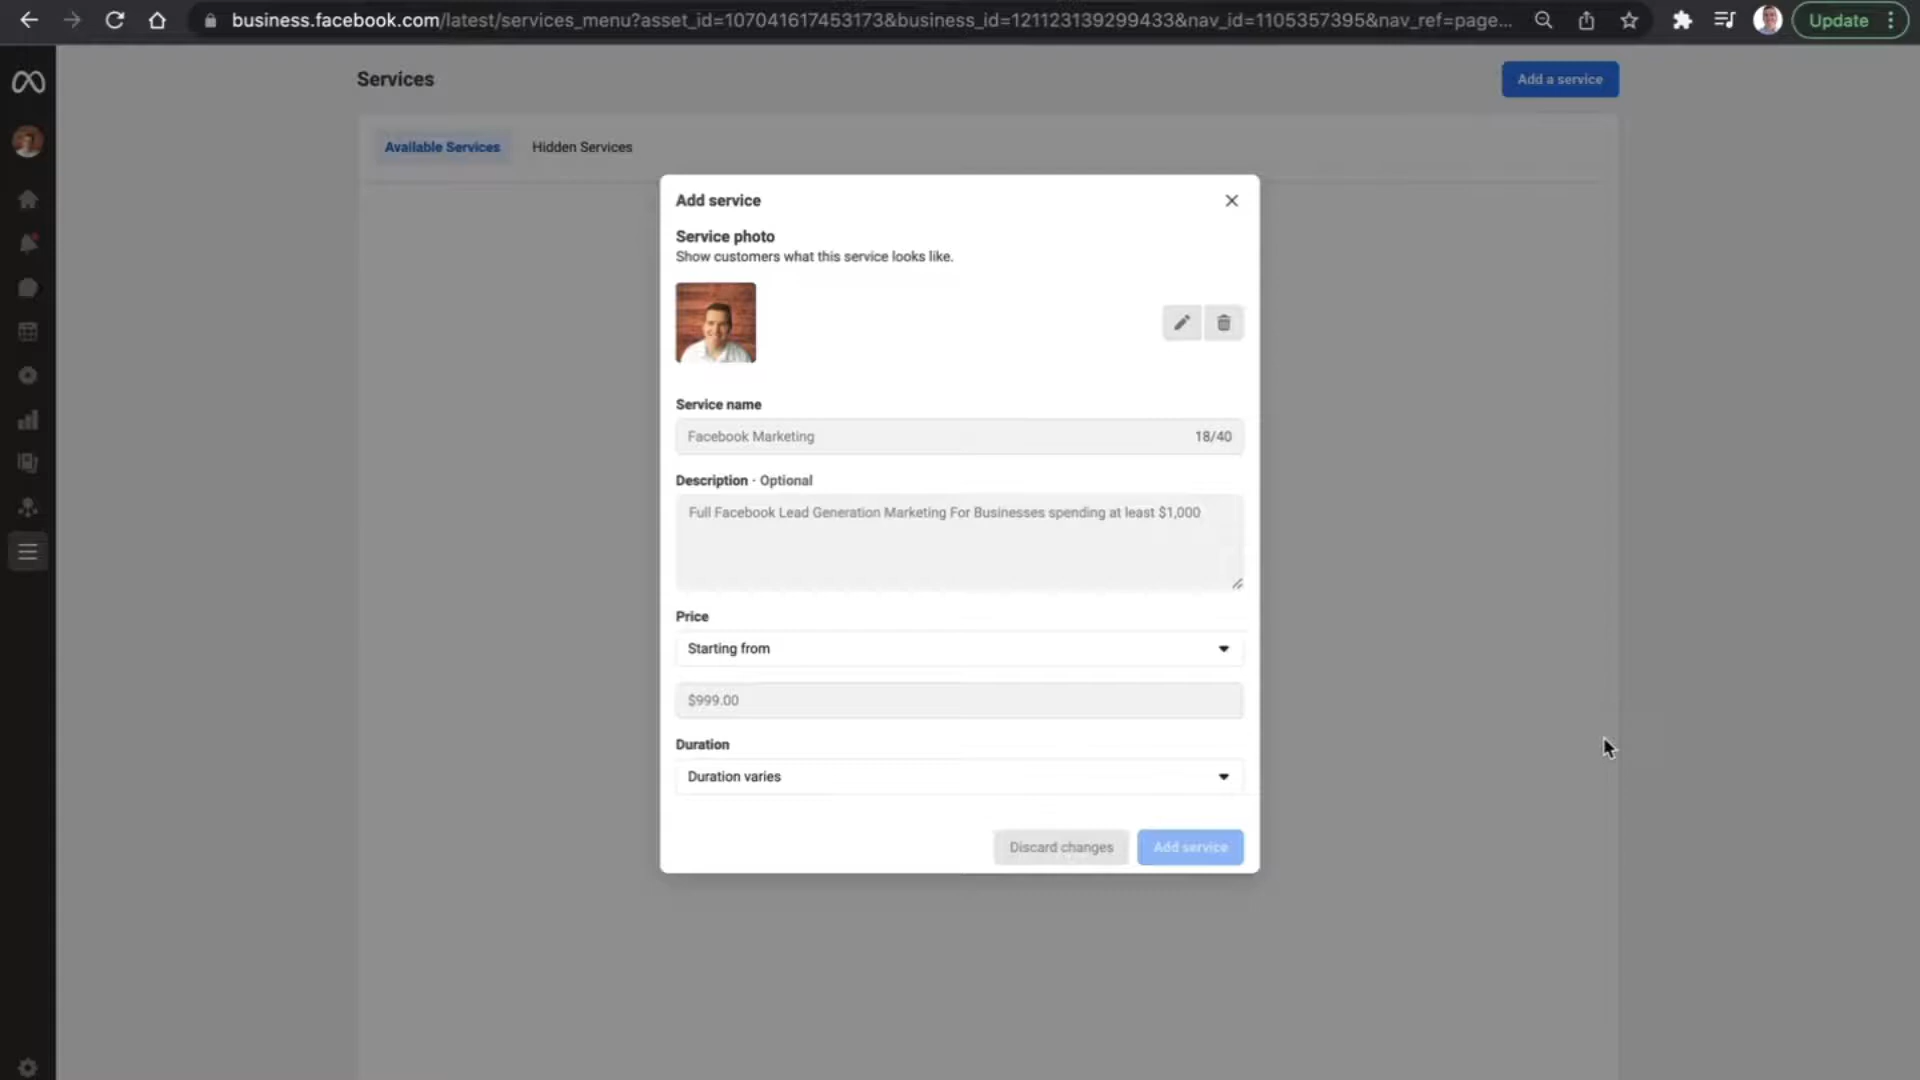 business.facebook.com/latest/services_menu?asset_id=107041617453173&business_id=121123139299433&nav_id=1105357395&nav_ref=page...
Update
Services
Add a service
Available Services
Hidden Services
Add service
Service photo
Show customers what this service looks like.
Service name
Facebook Marketing
18/40
Description · Optional
Full Facebook Lead Generation Marketing For Businesses spending at least $1,000
Price
Starting from
$999.00
Duration
Duration varies
Discard changes
Add service